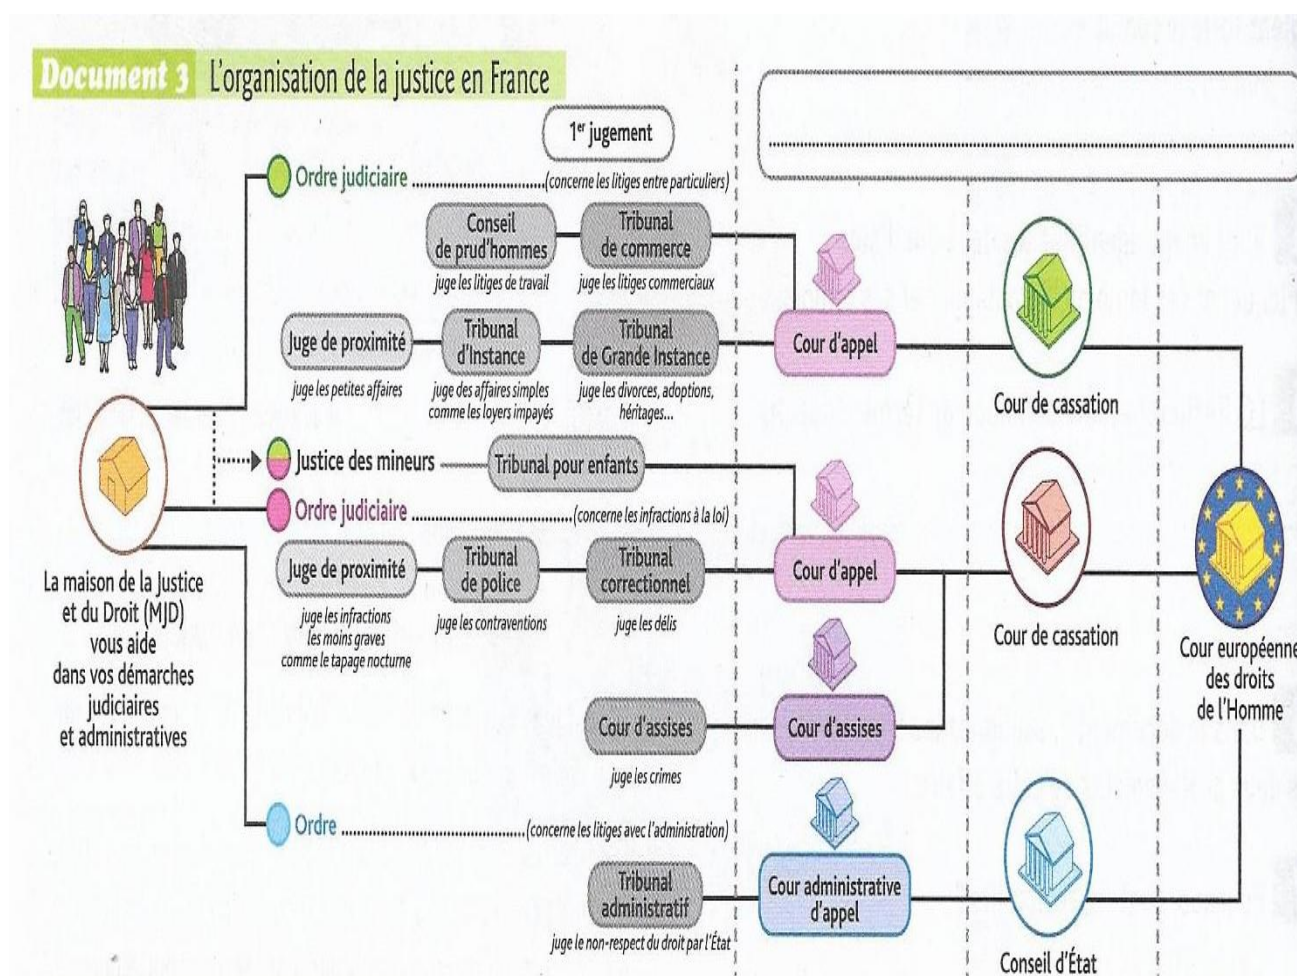 Document 3 L'organisation de la justice en France
1er jugement
Ordre judiciaire ..............................(concerne les litiges entre particuliers)
Conseil
de prud'hommes
juge les litiges de travail
Tribunal
de commerce
juge les litiges commerciaux
Juge de proximité
juge les petites affaires
Tribunal
d'Instance
juge des affaires simples
comme les loyers impayés
Tribunal
de Grande Instance
juge les divorces, adoptions,
héritages...
Cour d'appel
Cour de cassation
Justice des mineurs
Tribunal pour enfants
Ordre judiciaire ..............................(concerne les infractions à la loi)
Juge de proximité
juge les infractions
les moins graves
comme le tapage nocturne
Tribunal
de police
juge les contraventions
Tribunal
correctionnel
juge les délits
Cour d'appel
Cour de cassation
Cour européenne
des droits
de l'Homme
La maison de la Justice
et du Droit (MJD)
vous aide
dans vos démarches
judiciaires
et administratives
Cour d'assises
juge les crimes
Cour d'assises
Ordre ..............................(concerne les litiges avec l'administration)
Tribunal
administratif
juge le non-respect du droit par l'État
Cour administrative
d'appel
Conseil d'État